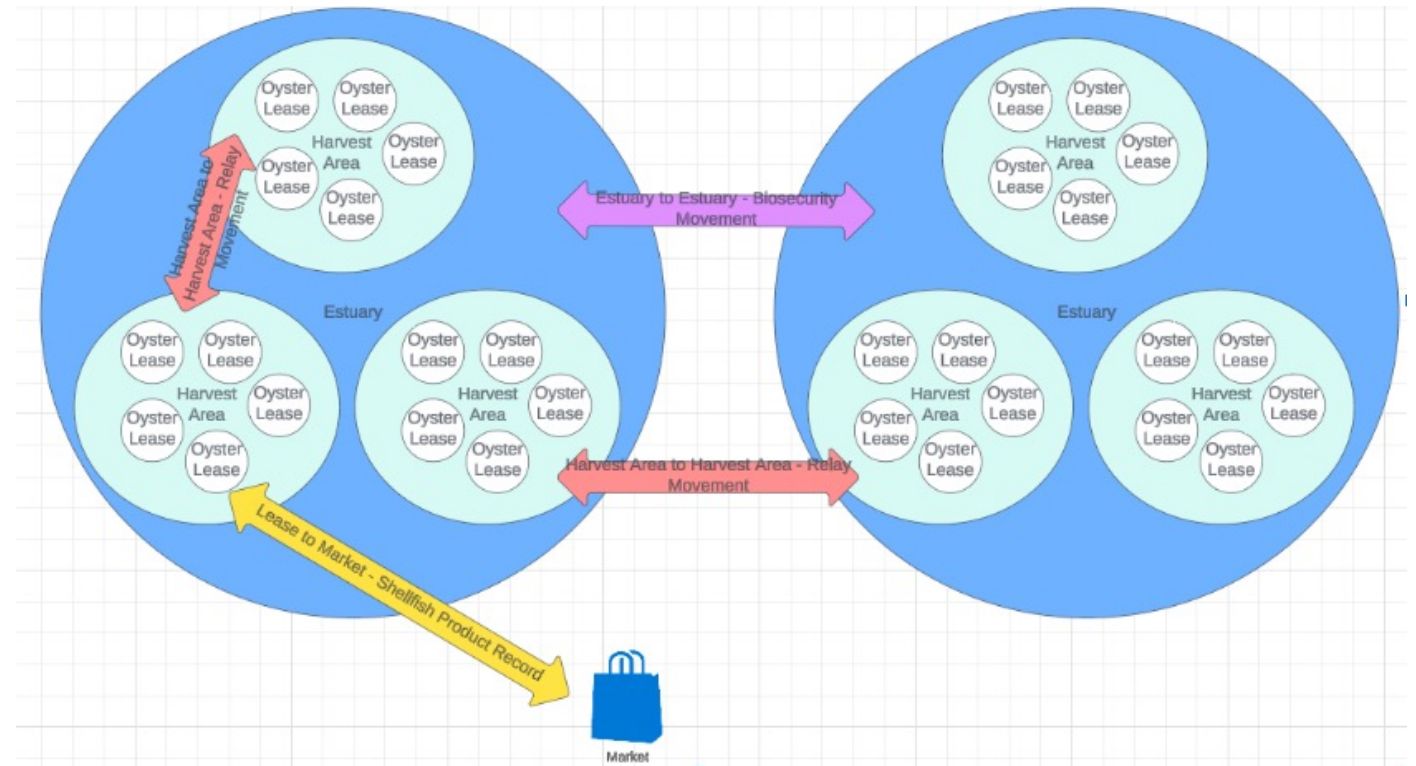 Oyster
Lease
Oyster
Lease
Harvest
Area
Oyster
Lease
Oyster
Lease
Oyster
Lease
Harvest Area to
Harvest Area - Relay
Movement
Estuary
Oyster
Lease
Oyster
Lease
Harvest
Area
Oyster
Lease
Oyster
Lease
Oyster
Lease
Oyster
Lease
Oyster
Lease
Harvest
Area
Oyster
Lease
Oyster
Lease
Oyster
Lease
Estuary to Estuary - Biosecurity
Movement
Oyster
Lease
Oyster
Lease
Harvest
Area
Oyster
Lease
Oyster
Lease
Oyster
Lease
Estuary
Oyster
Lease
Oyster
Lease
Harvest
Area
Oyster
Lease
Oyster
Lease
Oyster
Lease
Oyster
Lease
Oyster
Lease
Harvest
Area
Oyster
Lease
Oyster
Lease
Oyster
Lease
Harvest Area to Harvest Area - Relay
Movement
Lease to Market - Shellfish Product Record
Market